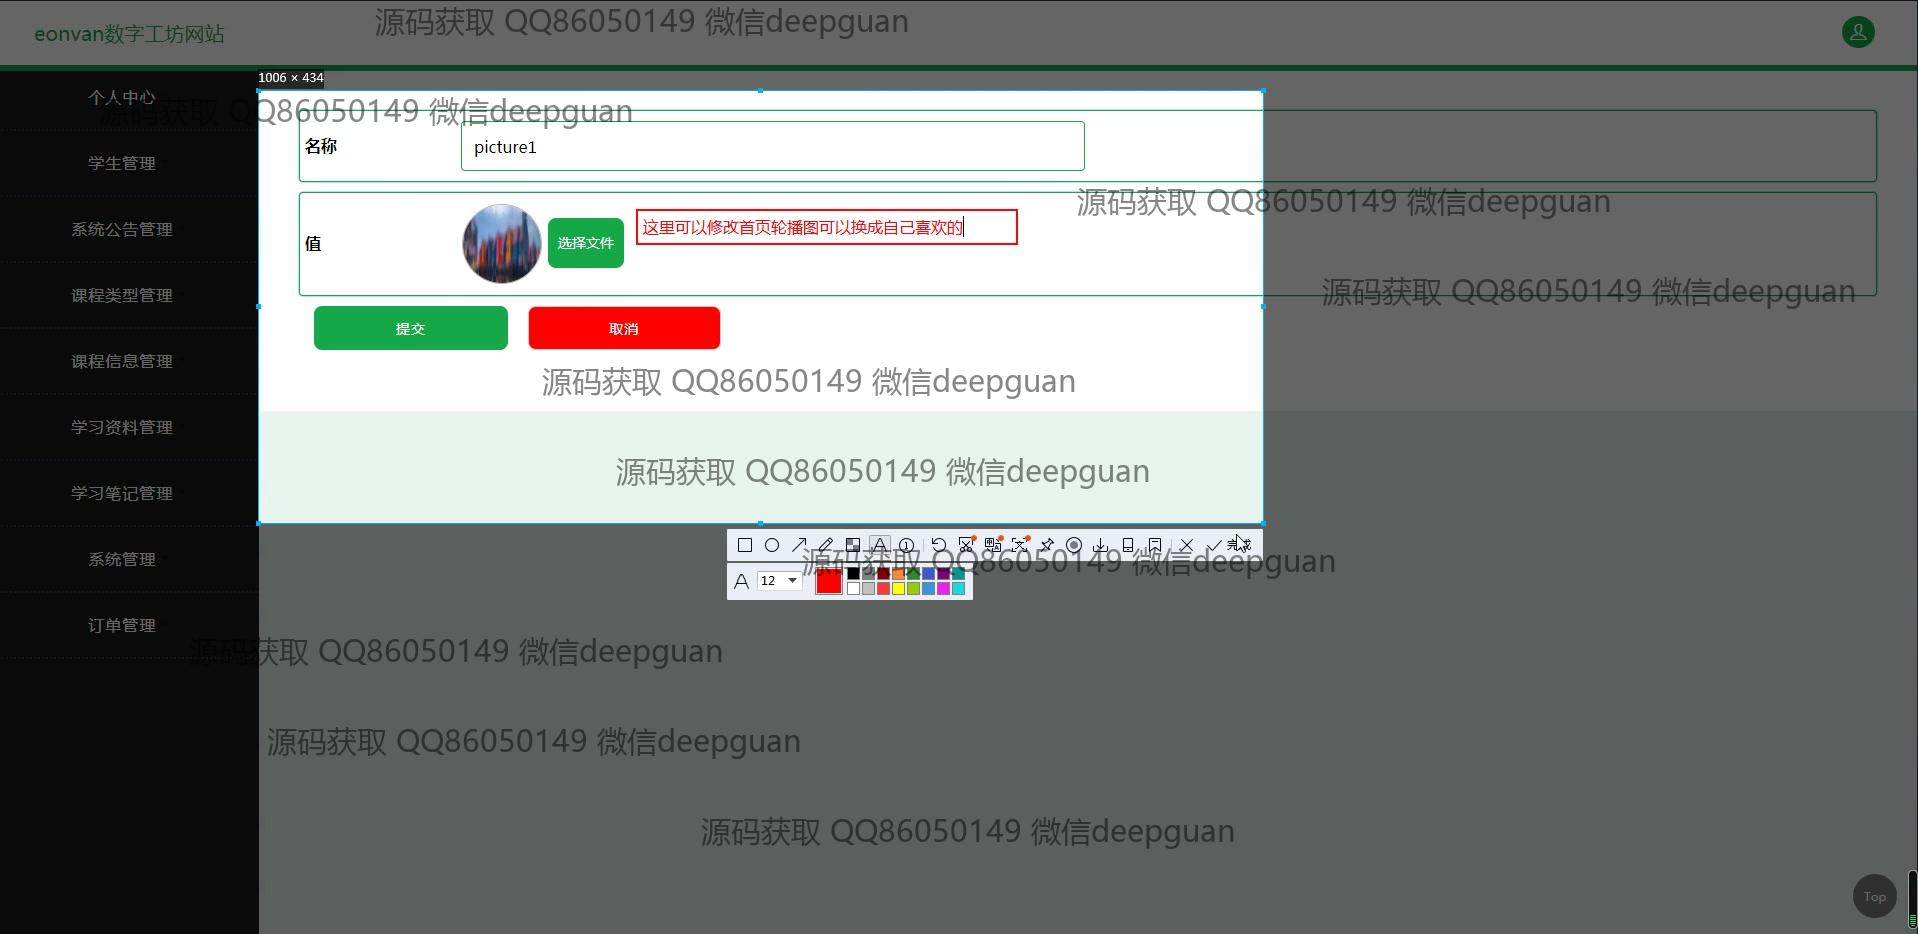 源码获取 QQ86050149 微信deepguan
eonvan数字工坊网站
1006 × 434
个人中心
源码获取 QQ86050149 微信deepguan
名称
picture1
学生管理
源码获取 QQ86050149 微信deepguan
系统公告管理
值
选择文件
这里可以修改首页轮播图可以换成自己喜欢的
课程类型管理
源码获取 QQ86050149 微信deepguan
提交
取消
课程信息管理
源码获取 QQ86050149 微信deepguan
学习资料管理
源码获取 QQ86050149 微信deepguan
学习笔记管理
A
1
完成
系统管理
源码获取 QQ86050149 微信deepguan
A
12
订单管理
源码获取 QQ86050149 微信deepguan
源码获取 QQ86050149 微信deepguan
源码获取 QQ86050149 微信deepguan
Top